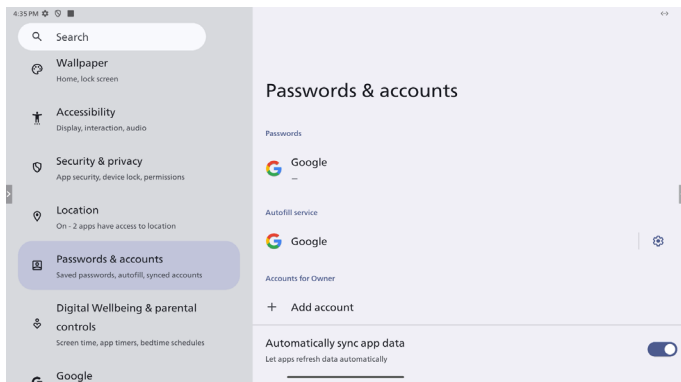 4:35 PM
Search
Wallpaper
Home, lock screen
Accessibility
Display, interaction, audio
Security & privacy
App security, device lock, permissions
Location
On - 2 apps have access to location
Passwords & accounts
Saved passwords, autofill, synced accounts
Digital Wellbeing & parental
controls
Screen time, app timers, bedtime schedules
Google
Passwords & accounts
Passwords
Google
—
Autofill service
Google
Accounts for Owner
+ Add account
Automatically sync app data
Let apps refresh data automatically